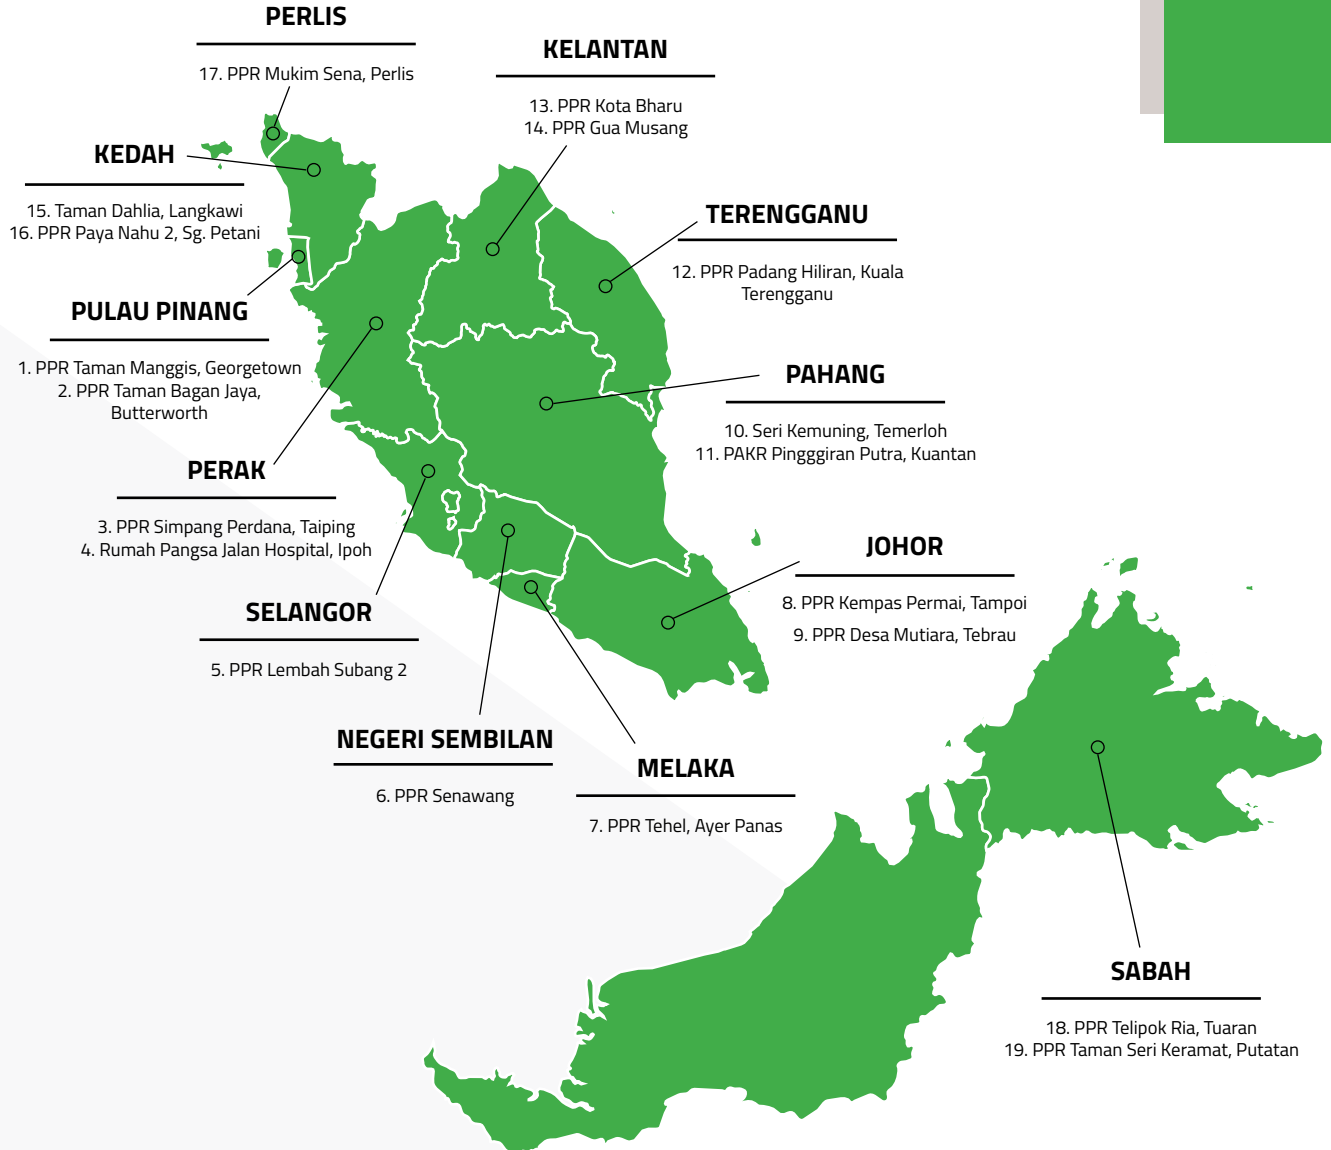 PERLIS
17. PPR Mukim Sena, Perlis
KELANTAN
13. PPR Kota Bharu
14. PPR Gua Musang
KEDAH
15. Taman Dahlia, Langkawi
16. PPR Paya Nahu 2, Sg. Petani
TERENGGANU
12. PPR Padang Hiliran, Kuala
Terengganu
PULAU PINANG
1. PPR Taman Manggis, Georgetown
2. PPR Taman Bagan Jaya,
Butterworth
PAHANG
10. Seri Kemuning, Temerloh
11. PAKR Pingggiran Putra, Kuantan
PERAK
3. PPR Simpang Perdana, Taiping
4. Rumah Pangsa Jalan Hospital, Ipoh
JOHOR
8. PPR Kempas Permai, Tampoi
9. PPR Desa Mutiara, Tebrau
SELANGOR
5. PPR Lembah Subang 2
NEGERI SEMBILAN
6. PPR Senawang
MELAKA
7. PPR Tehel, Ayer Panas
SABAH
18. PPR Telipok Ria, Tuaran
19. PPR Taman Seri Keramat, Putatan